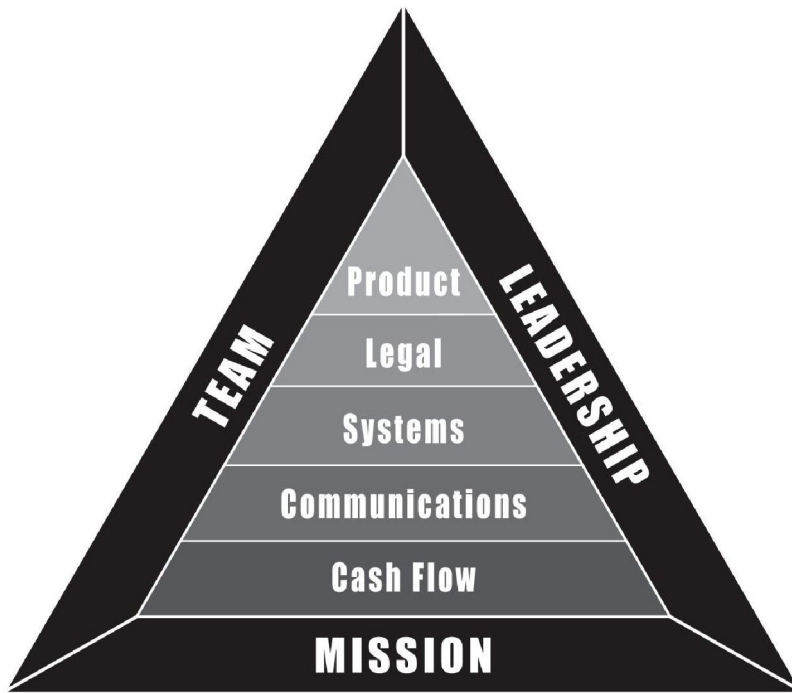 Product
Legal
Systems
Communications
Cash Flow
TEAM
LEADERSHIP
MISSION